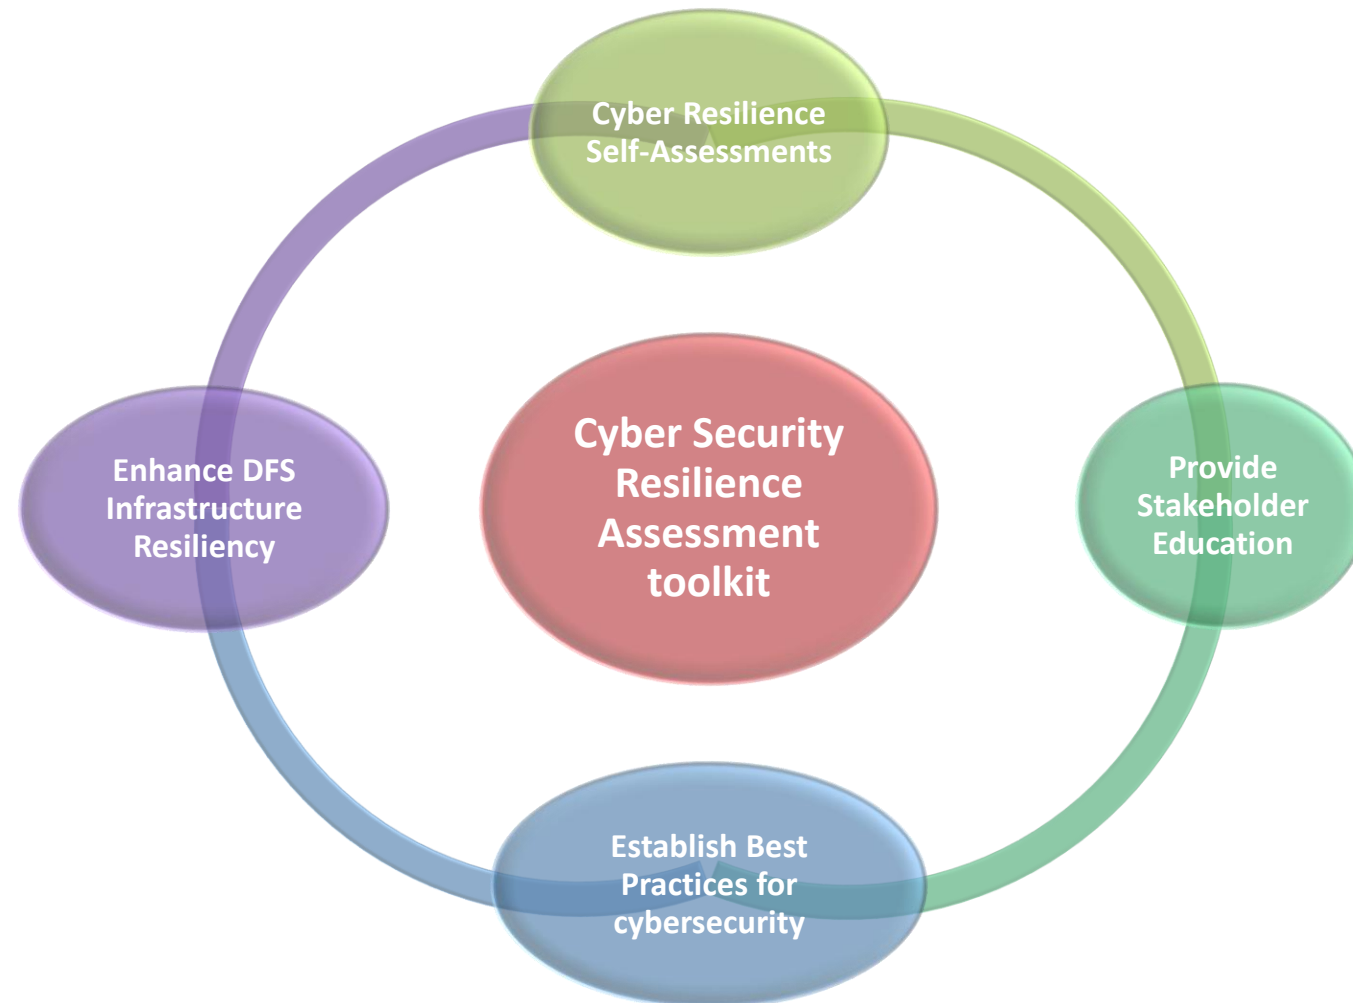 Cyber Resilience
Self-Assessments
Cyber Security
Resilience
Assessment
toolkit
Enhance DFS
Infrastructure
Resiliency
Provide
Stakeholder
Education
Establish Best
Practices for
cybersecurity